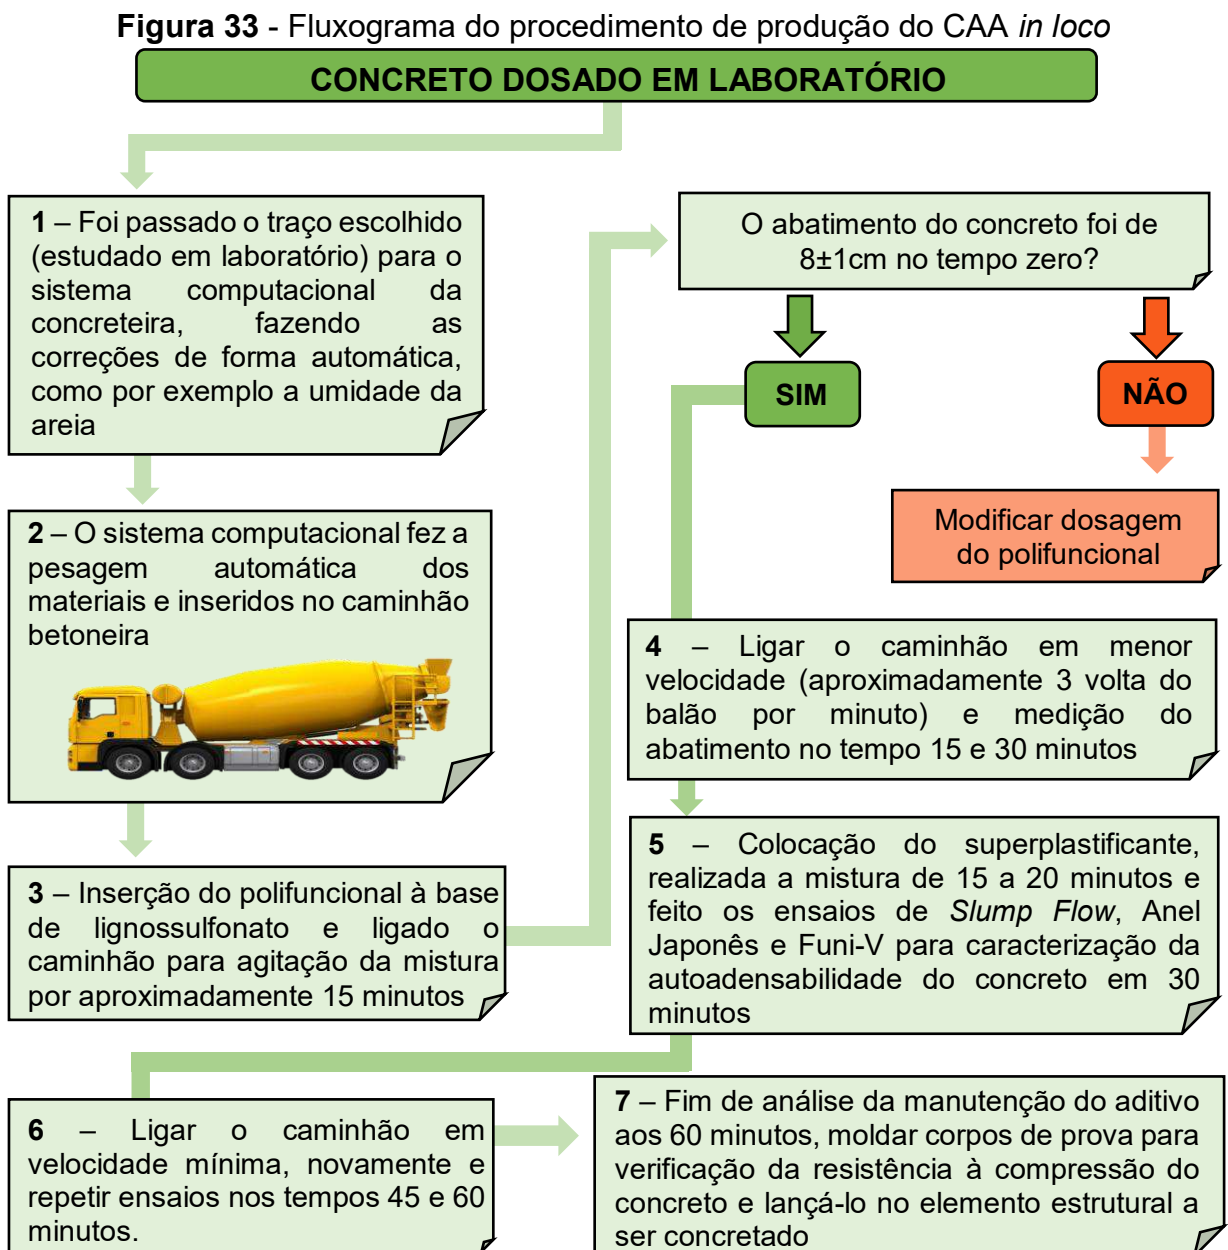 Figura 33 - Fluxograma do procedimento de produção do CAA in loco
CONCRETO DOSADO EM LABORATÓRIO
1 – Foi passado o traço escolhido
(estudado em laboratório) para o
sistema computacional da
concreteira, fazendo as
correções de forma automática,
como por exemplo a umidade da
areia
2 – O sistema computacional fez a
pesagem automática dos
materiais e inseridos no caminhão
betoneira
3 – Inserção do polifuncional à base
de lignossulfonato e ligado o
caminhão para agitação da mistura
por aproximadamente 15 minutos
O abatimento do concreto foi de
8±1cm no tempo zero?
SIM
NÃO
Modificar dosagem
do polifuncional
4 – Ligar o caminhão em menor
velocidade (aproximadamente 3 volta do
balão por minuto) e medição do
abatimento no tempo 15 e 30 minutos
5 – Colocação do superplastificante,
realizada a mistura de 15 a 20 minutos e
feito os ensaios de Slump Flow, Anel
Japonês e Funi-V para caracterização da
autoadensabilidade do concreto em 30
minutos
6 – Ligar o caminhão em
velocidade mínima, novamente e
repetir ensaios nos tempos 45 e 60
minutos.
7 – Fim de análise da manutenção do aditivo
aos 60 minutos, moldar corpos de prova para
verificação da resistência à compressão do
concreto e lançá-lo no elemento estrutural a
ser concretado